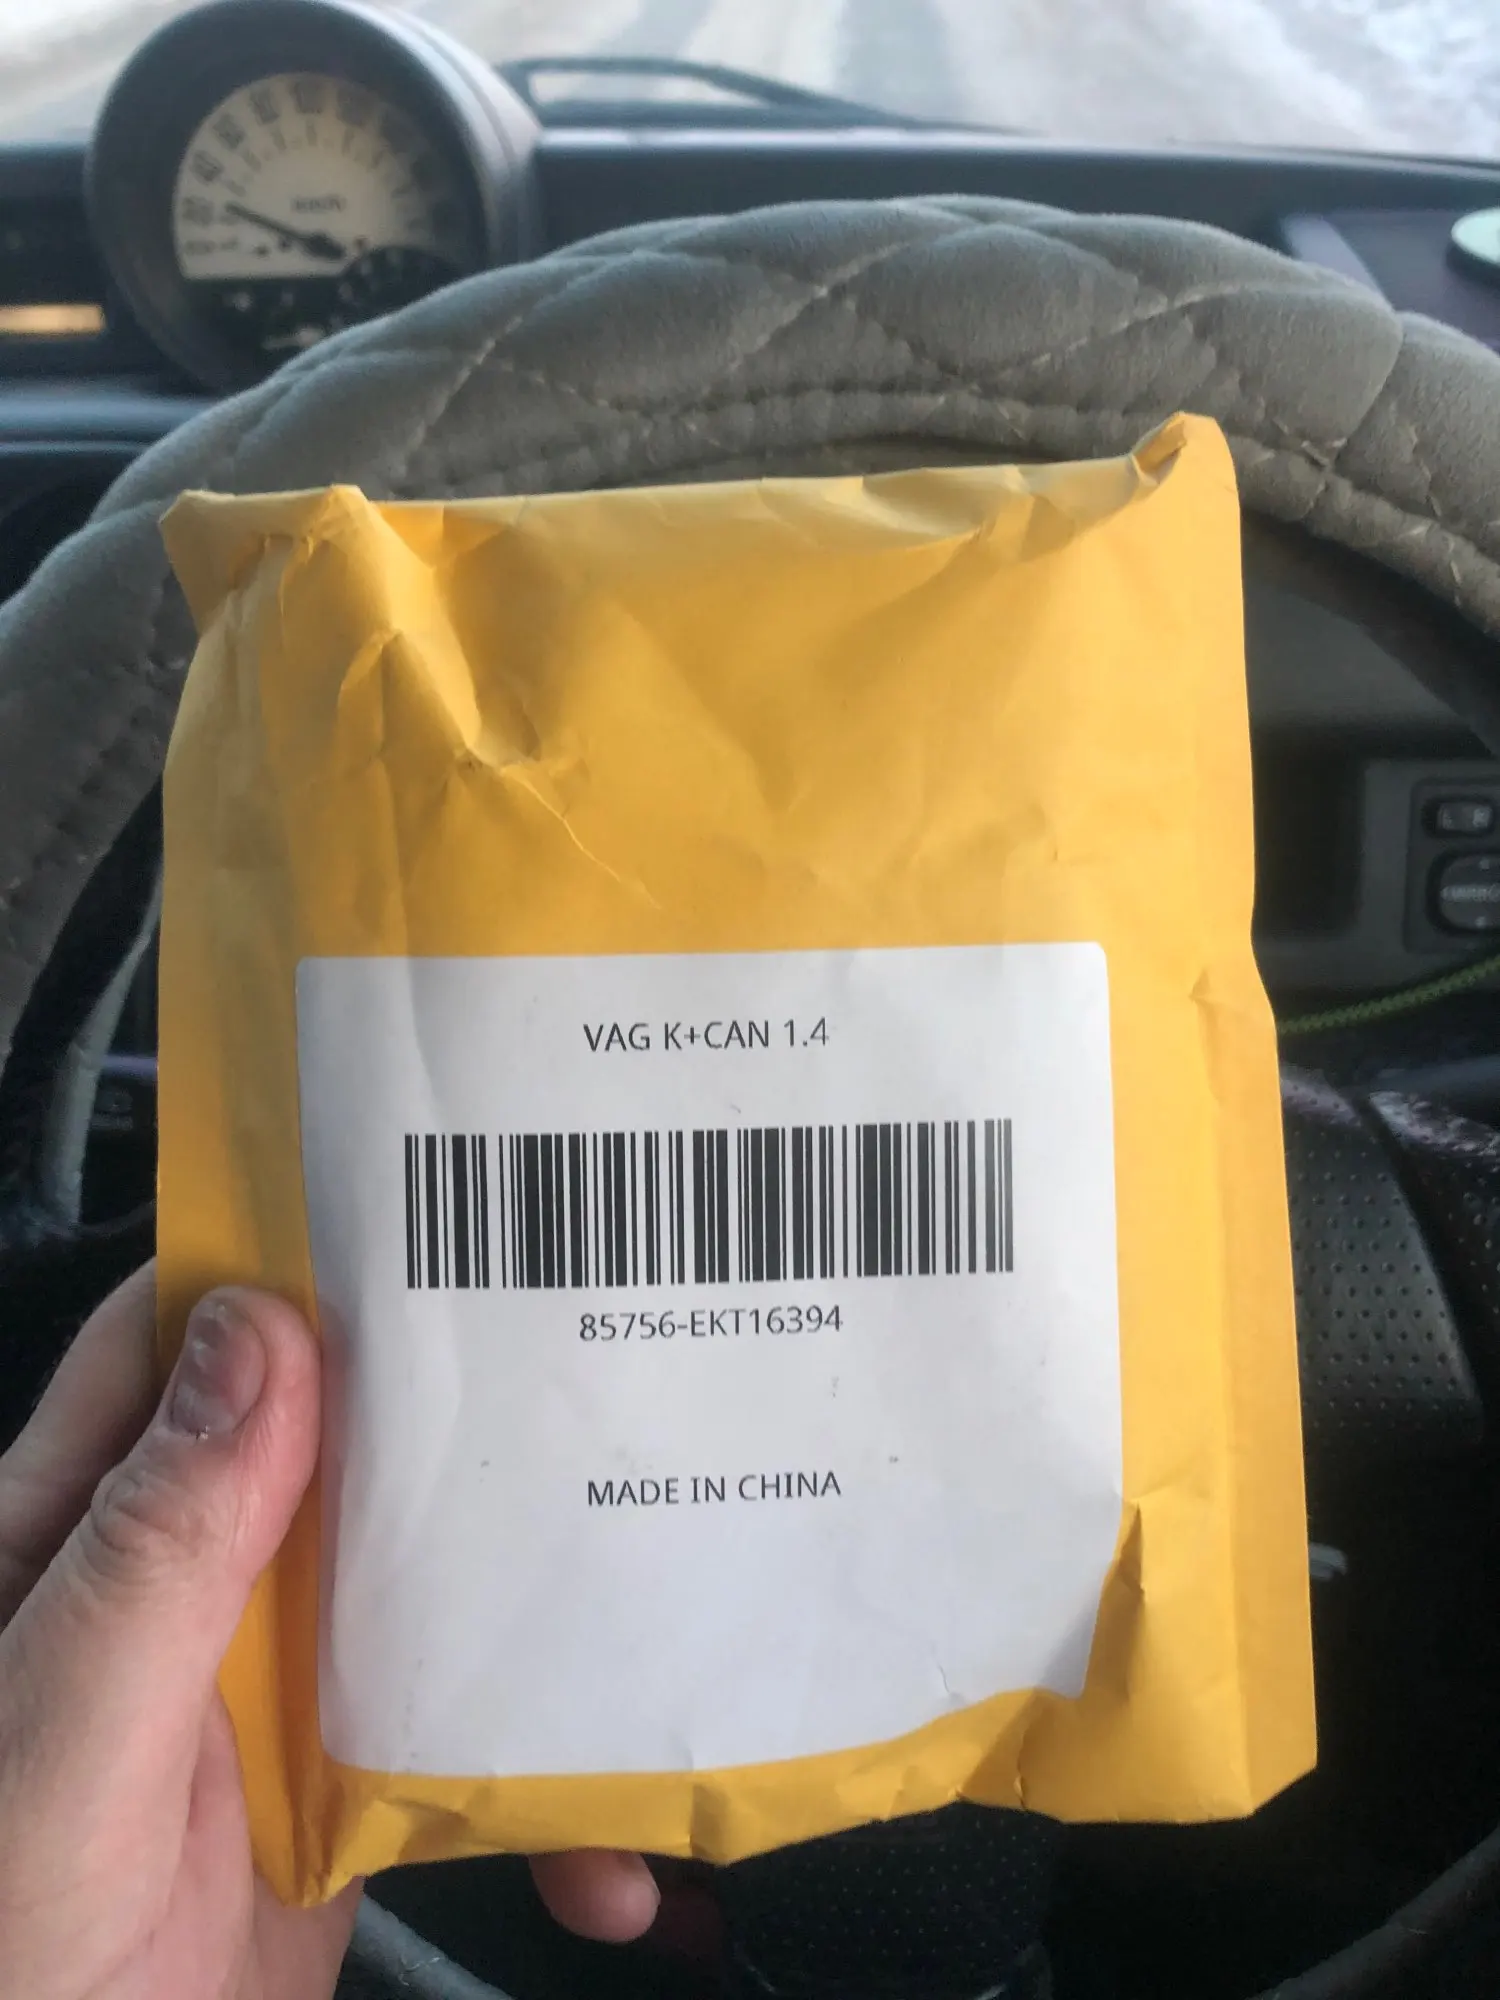 VAG K+CAN 1.4
85756-EKT16394
MADE IN CHINA
L R